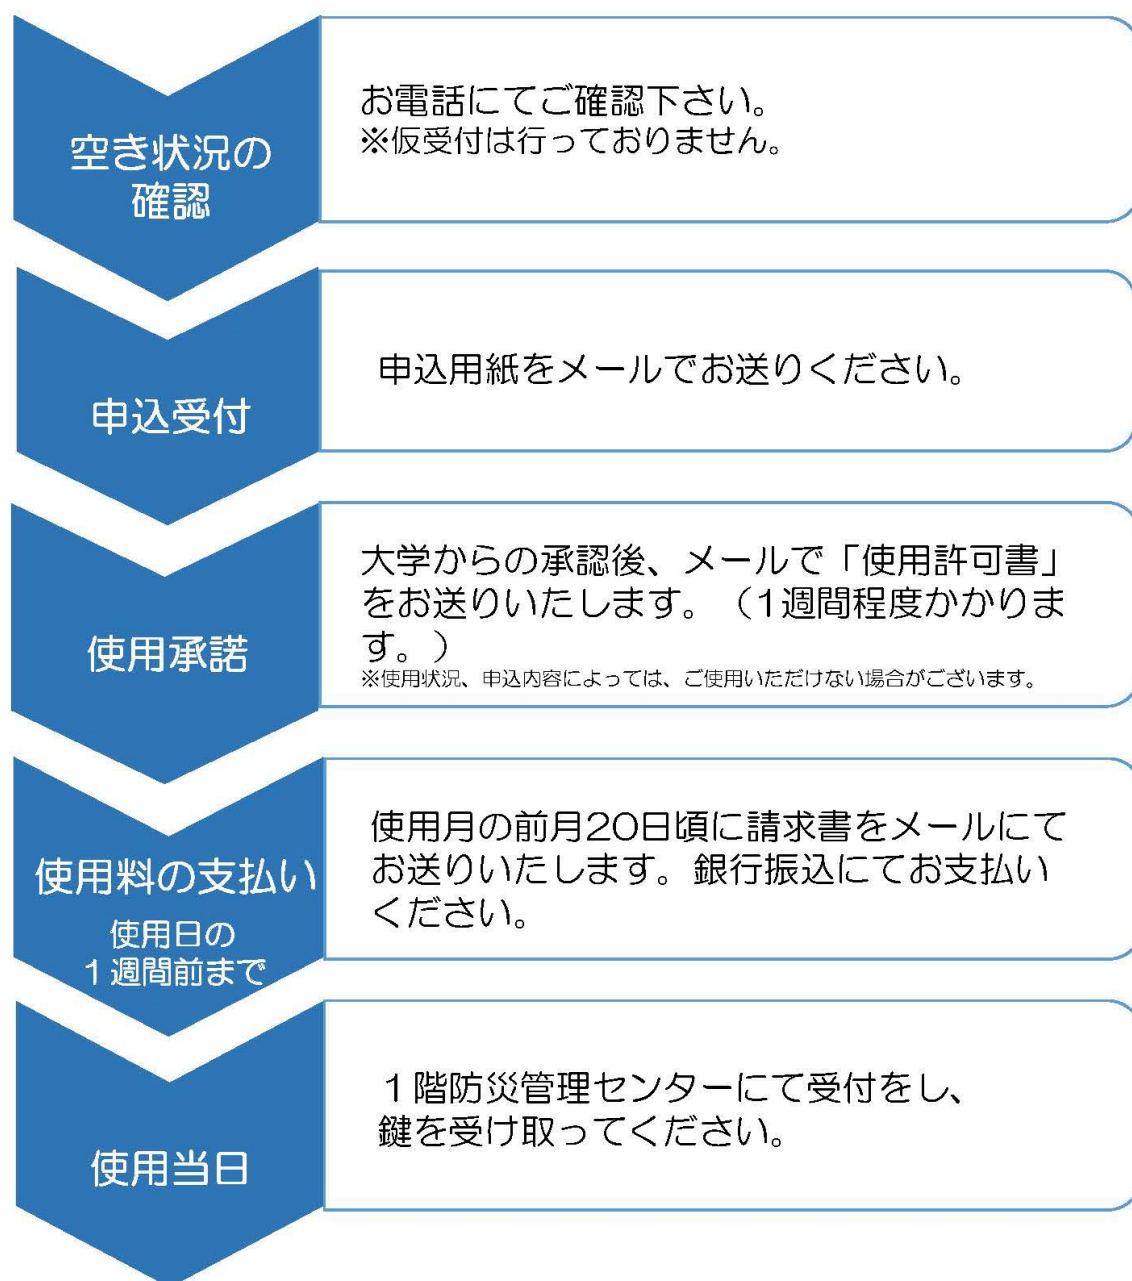 空き状況の
確認
お電話にてご確認下さい。
※仮受付は行っておりません。
申込受付
申込用紙をメールでお送りください。
使用承諾
大学からの承認後、メールで「使用許可書」
をお送りいたします。（1週間程度かかりま
す。）
※使用状況、申込内容によっては、ご使用いただけない場合がございます。
使用料の支払い
使用日の
１週間前まで
使用月の前月20日頃に請求書をメールにて
お送りいたします。銀行振込にてお支払い
ください。
使用当日
１階防災管理センターにて受付をし、
鍵を受け取ってください。